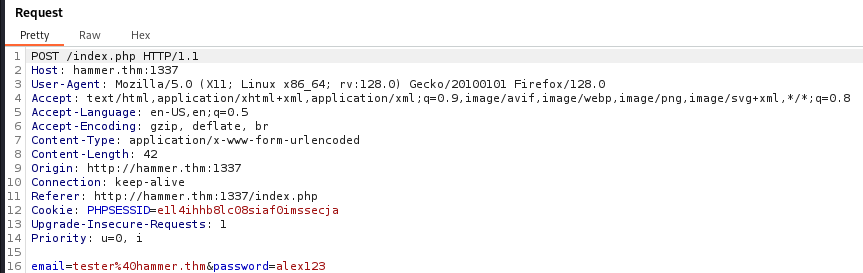 Request
Pretty Raw Hex
1 POST /index.php HTTP/1.1
2 Host: hammer.thm:1337
3 User-Agent: Mozilla/5.0 (X11; Linux x86_64; rv:128.0) Gecko/20100101 Firefox/128.0
4 Accept: text/html,application/xhtml+xml,application/xml;q=0.9,image/avif,image/webp,image/png,image/svg+xml,*/*;q=0.8
5 Accept-Language: en-US,en;q=0.5
6 Accept-Encoding: gzip, deflate, br
7 Content-Type: application/x-www-form-urlencoded
8 Content-Length: 42
9 Origin: http://hammer.thm:1337
10 Connection: keep-alive
11 Referer: http://hammer.thm:1337/index.php
12 Cookie: PHPSESSID=e1l4ihhb8lc08siaf0imssecja
13 Upgrade-Insecure-Requests: 1
14 Priority: u=0, i
15
16 email=tester%40hammer.thm&password=alex123